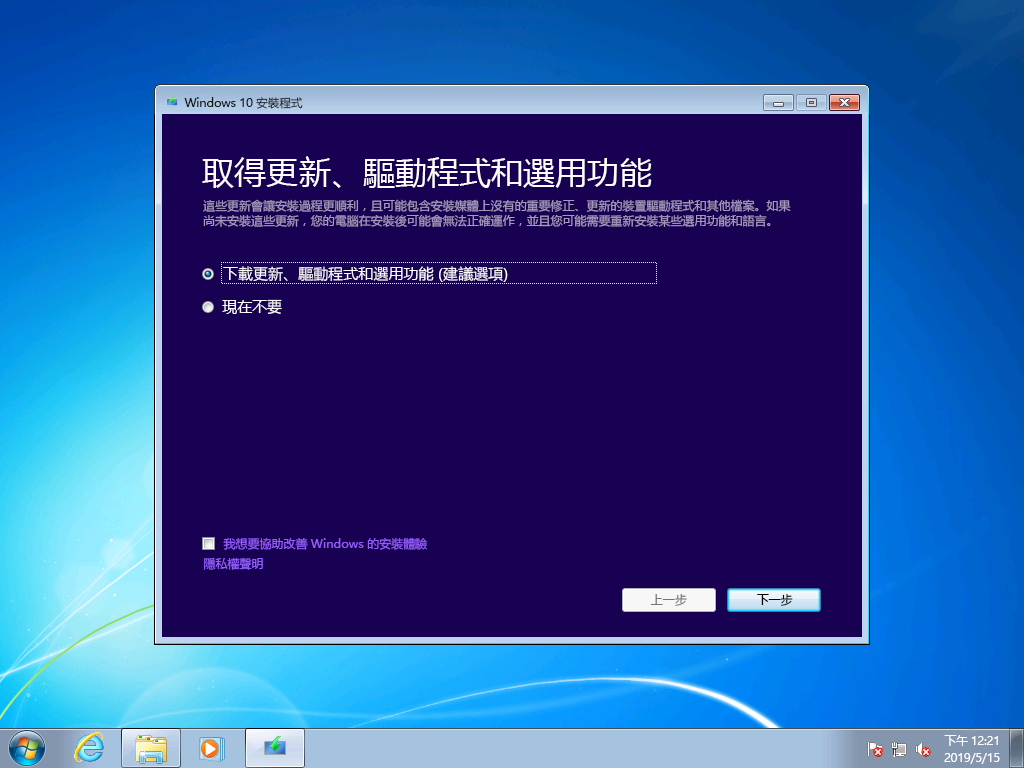 Windows 10 安裝程式
取得更新、驅動程式和選用功能
這些更新會讓安裝過程更順利，且可能包含安裝媒體上沒有的重要修正、更新的裝置驅動程式和其他檔案。如果
尚未安裝這些更新，您的電腦在安裝後可能會無法正確運作，並且您可能需要重新安裝某些選用功能和語言。
下載更新、驅動程式和選用功能 (建議選項)
現在不要
我想要協助改善 Windows 的安裝體驗
隱私權聲明
上一步
下一步
下午 12:21
2019/5/15